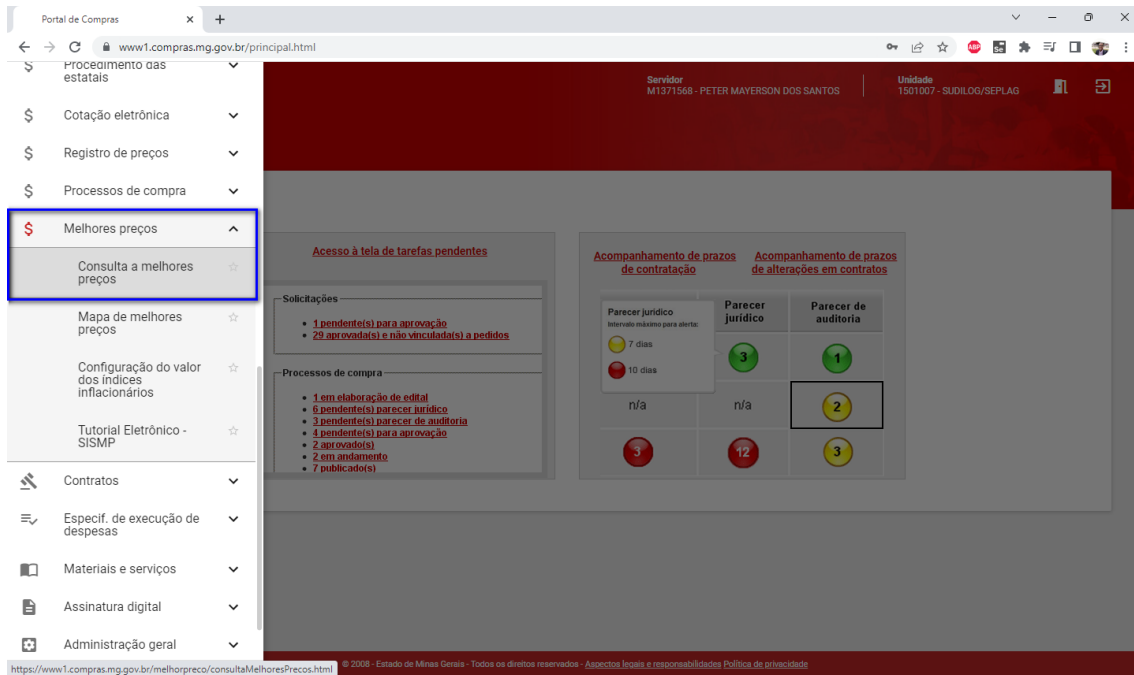 Portal de Compras
www1.compras.mg.gov.br/principal.html
ABP
Se
Procedimento das
estatais
Cotação eletrônica
Registro de preços
Processos de compra
Melhores preços
Consulta a melhores
preços
Mapa de melhores
preços
Configuração do valor
dos índices
inflacionários
Tutorial Eletrônico -
SISMP
Contratos
Especif. de execução de
despesas
Materiais e serviços
Assinatura digital
Administração geral
https://www1.compras.mg.gov.br/melhorpreco/consultaMelhoresPrecos.html
Servidor
M1371568 - PETER MAYERSON DOS SANTOS
Unidade
1501007 - SUDILOG/SEPLAG
Acesso à tela de tarefas pendentes
Solicitações
1 pendente(s) para aprovação
29 aprovada(s) e não vinculada(s) a pedidos
Processos de compra
1 em elaboração de edital
6 pendente(s) parecer jurídico
3 pendente(s) parecer de auditoria
4 pendente(s) para aprovação
2 aprovado(s)
2 em andamento
7 publicado(s)
Acompanhamento de prazos
de contratação
Acompanhamento de prazos
de alterações em contratos
Parecer jurídico
Intervalo máximo para alerta:
7 dias
10 dias
Parecer
jurídico
Parecer de
auditoria
3
1
n/a
n/a
2
3
12
3
© 2008 - Estado de Minas Gerais - Todos os direitos reservados - Aspectos legais e responsabilidades Política de privacidade